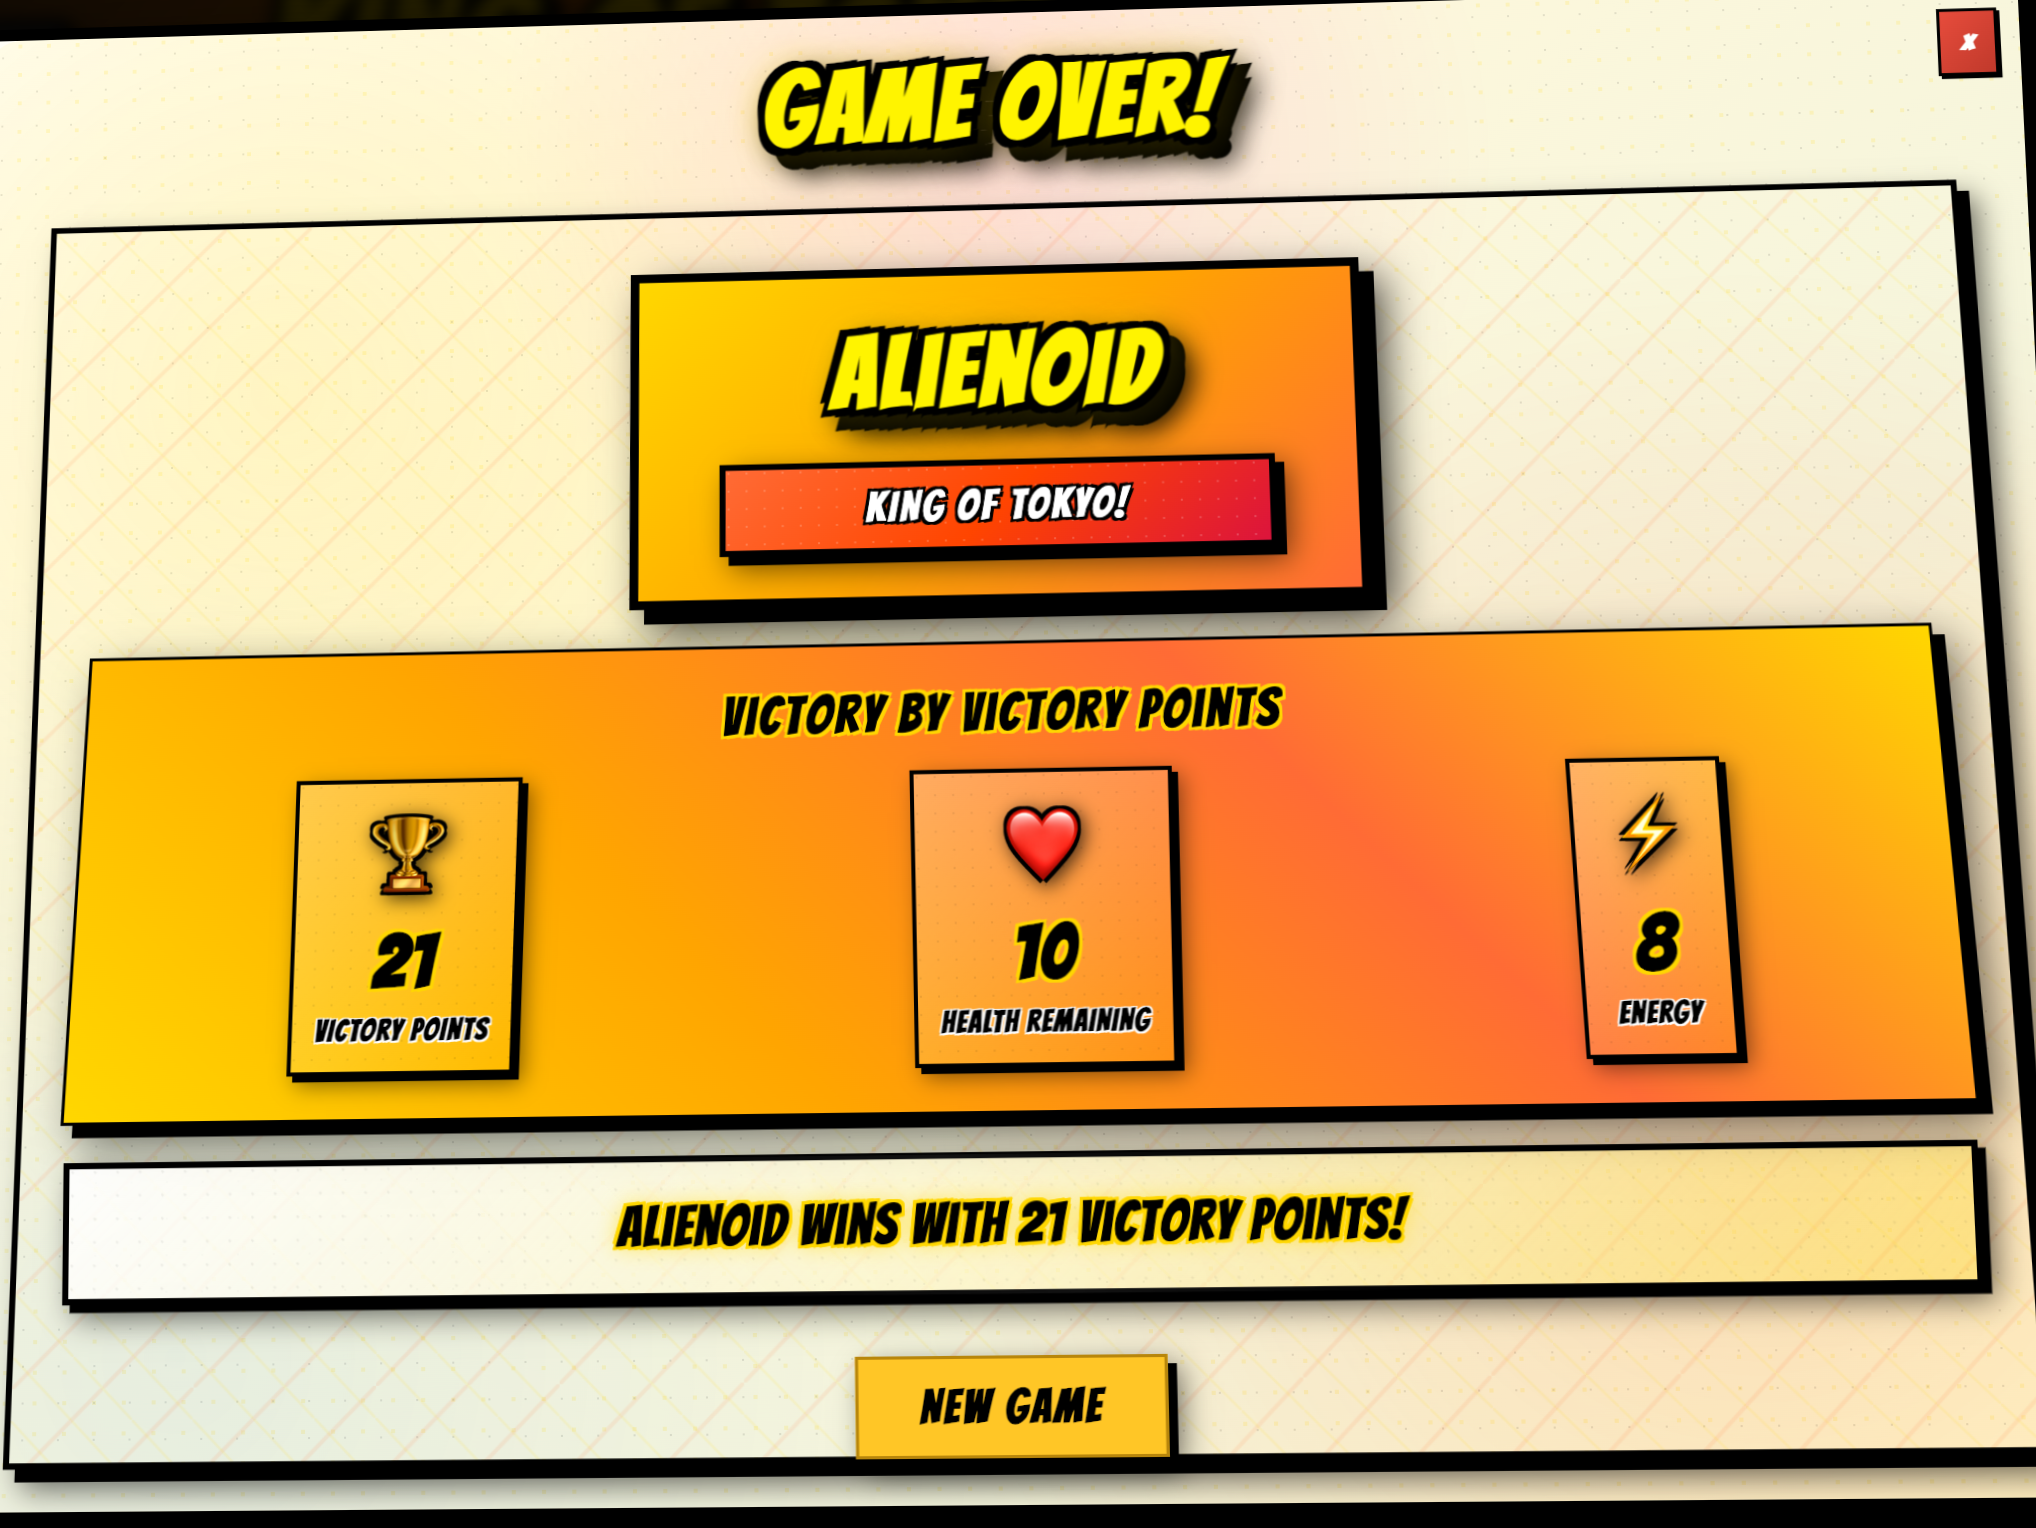 GAME OVER!
X
ALIENOID
KING OF TOKYO!
VICTORY BY VICTORY POINTS
21
VICTORY POINTS
10
HEALTH REMAINING
8
ENERGY
ALIENOID WINS WITH 21 VICTORY POINTS!
NEW GAME